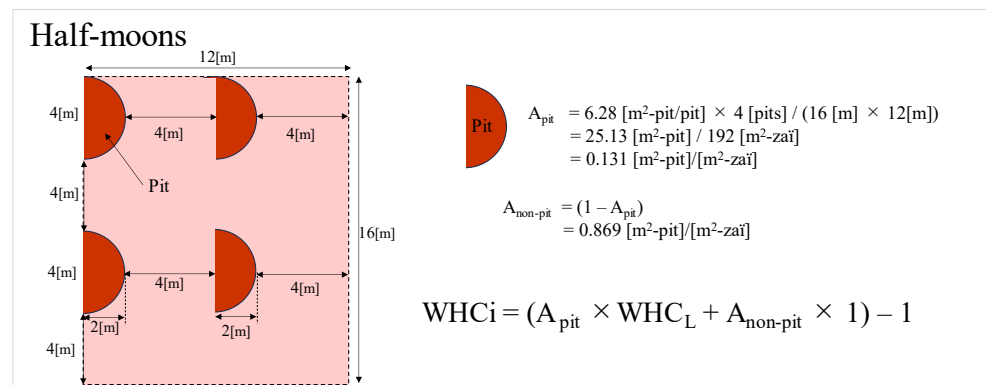 Half-moons
12[m]
4[m]
4[m]
4[m]
Pit
4[m]
16[m]
4[m]
4[m]
4[m]
2[m]
2[m]
4[m]
Pit
A_pit = 6.28 [m²-pit/pit] × 4 [pits] / (16 [m] × 12[m])
= 25.13 [m²-pit] / 192 [m²-zaï]
= 0.131 [m²-pit]/[m²-zaï]
A_non-pit = (1 – A_pit)
= 0.869 [m²-pit]/[m²-zaï]
WHCi = (A_pit × WHC_L + A_non-pit × 1) – 1